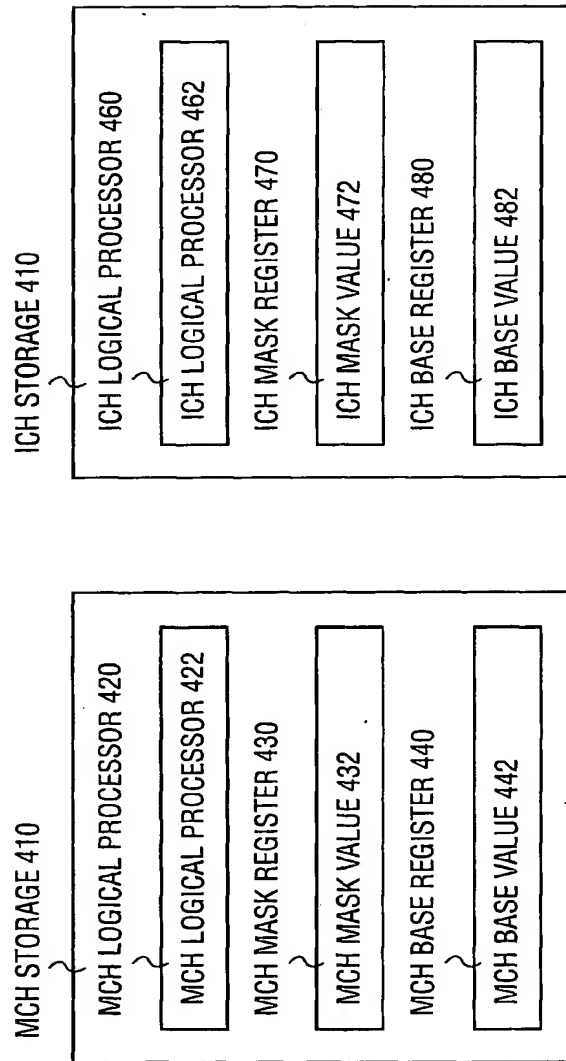 MCH STORAGE 410
MCH LOGICAL PROCESSOR 420
MCH LOGICAL PROCESSOR 422
MCH MASK REGISTER 430
MCH MASK VALUE 432
MCH BASE REGISTER 440
MCH BASE VALUE 442
ICH STORAGE 410
ICH LOGICAL PROCESSOR 460
ICH LOGICAL PROCESSOR 462
ICH MASK REGISTER 470
ICH MASK VALUE 472
ICH BASE REGISTER 480
ICH BASE VALUE 482